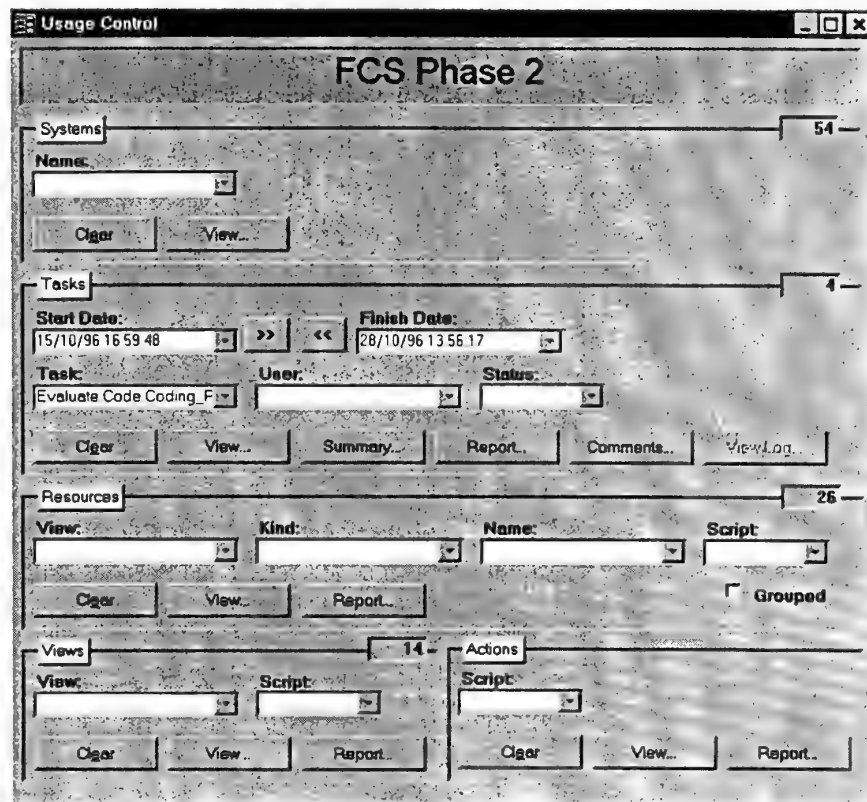 Usage Control
FCS Phase 2
Systems 54
Name:
Clear View...
Tasks 4
Start Date: Finish Date:
15/10/96 16 59 48 >> << 28/10/96 13 56 17
Task: User: Status:
Evaluate Code Coding_F
Clear View... Summary... Report... Comments... View Log...
Resources 26
View: Kind: Name: Script:
Clear View... Report... Grouped
Views 14 Actions
View: Script: Script:
Clear View... Report... Clear View... Report...